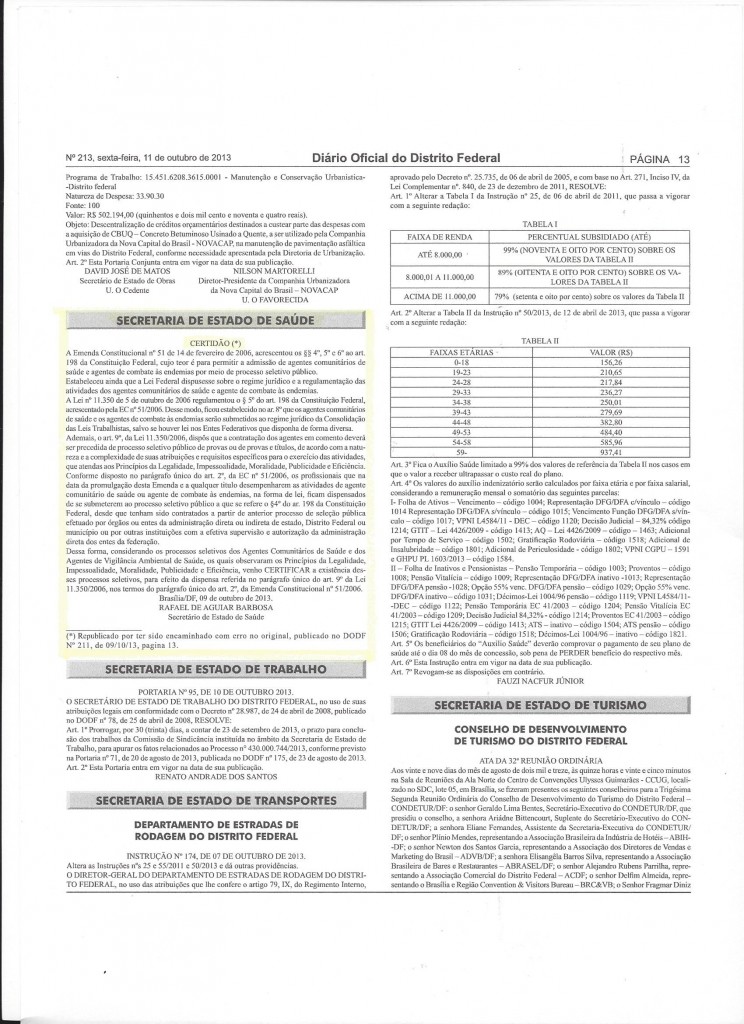 Nº 213, sexta-feira, 11 de outubro de 2013
Diário Oficial do Distrito Federal
PÁGINA 13
Programa de Trabalho: 15.451.6208.3615.0001 - Manutenção e Conservação Urbanistica-
-Distrito federal
Natureza de Despesa: 33.90.30
Fonte: 100
Valor: R$ 502.194,00 (quinhentos e dois mil cento e noventa e quatro reais).
Objeto: Descentralização de créditos orçamentários destinados a custear parte das despesas com
a aquisição de CBUQ – Concreto Betuminoso Usinado a Quente, a ser utilizado pela Companhia
Urbanizadora da Nova Capital do Brasil - NOVACAP, na manutenção de pavimentação asfáltica
em vias do Distrito Federal, conforme necessidade apresentada pela Diretoria de Urbanização.
Art. 2º Esta Portaria Conjunta entra em vigor na data de sua publicação.
DAVID JOSÉ DE MATOS NILSON MARTORELLI
Secretário de Estado de Obras Diretor-Presidente da Companhia Urbanizadora
U. O Cedente da Nova Capital do Brasil – NOVACAP
U. O FAVORECIDA
SECRETARIA DE ESTADO DE SAÚDE
CERTIDÃO (*)
A Emenda Constitucional nº 51 de 14 de fevereiro de 2006, acrescentou os §§ 4º, 5º e 6º ao art.
198 da Constituição Federal, cujo teor é para permitir a admissão de agentes comunitários de
saúde e agentes de combate às endemias por meio de processo seletivo público.
Estabeleceu ainda que a Lei Federal dispusesse sobre o regime jurídico e a regulamentação das
atividades dos agentes comunitários de saúde e agente de combate às endemias.
A Lei nº 11.350 de 5 de outubro de 2006 regulamentou o § 5º do art. 198 da Constituição Federal,
acrescentado pela EC nº 51/2006. Desse modo, ficou estabelecido no ar. 8º que os agentes comunitários
de saúde e os agentes de combate às endemias serão submetidos ao regime jurídico da Consolidação
das Leis Trabalhistas, salvo se houver lei nos Entes Federativos que disponha de forma diversa.
Ademais, o art. 9º, da Lei 11.350/2006, dispôs que a contratação dos agentes em comento deverá
ser precedida de processo seletivo público de provas ou de provas e títulos, de acordo com a natu-
reza e a complexidade de suas atribuições e requisitos específicos para o exercício das atividades,
que atendas aos Princípios da Legalidade, Impessoalidade, Moralidade, Publicidade e Eficiência.
Conforme disposto no parágrafo único do art. 2º, da EC nº 51/2006, os profissionais que na
data da promulgação desta Emenda e a qualquer título desempenharem as atividades de agente
comunitário de saúde ou agente de combate às endemias, na forma de lei, ficam dispensados
de se submeterem ao processo seletivo público a que se refere o §4º do ar. 198 da Constituição
Federal, desde que tenham sido contratados a partir de anterior processo de seleção pública
efetuado por órgãos ou entes da administração direta ou indireta de estado, Distrito Federal ou
município ou por outras instituições com a efetiva supervisão e autorização da administração
direta dos entes da federação.
Dessa forma, considerando os processos seletivos dos Agentes Comunitários de Saúde e dos
Agentes de Vigilância Ambiental de Saúde, os quais observaram os Princípios da Legalidade,
Impessoalidade, Moralidade, Publicidade e Eficiência, venho CERTIFICAR a existência des-
ses processos seletivos, para efeito da dispensa referida no parágrafo único do art. 9º da Lei
11.350/2006, nos termos do parágrafo único do art. 2º, da Emenda Constitucional nº 51/2006.
Brasília/DF, 09 de outubro de 2013.
RAFAEL DE AGUIAR BARBOSA
Secretário de Estado de Saúde
(*) Republicado por ter sido encaminhado com erro no original, publicado no DODF
Nº 211, de 09/10/13, pagina 13.
SECRETARIA DE ESTADO DE TRABALHO
PORTARIA Nº 95, DE 10 DE OUTUBRO 2013.
O SECRETÁRIO DE ESTADO DE TRABALHO DO DISTRITO FEDERAL, no uso de suas
atribuições legais em conformidade com o Decreto nº 28.987, de 24 de abril de 2008, publicado
no DODF nº 78, de 25 de abril de 2008, RESOLVE:
Art. 1º Prorrogar, por 30 (trinta) dias, a contar de 23 de setembro de 2013, o prazo para conclu-
são dos trabalhos da Comissão de Sindicância instituída no âmbito da Secretaria de Estado de
Trabalho, para apurar os fatos relacionados ao Processo nº 430.000.744/2013, conforme previsto
na Portaria nº 71, de 20 de agosto de 2013, publicada no DODF nº 175, de 23 de agosto de 2013.
Art. 2º Esta Portaria entra em vigor na data de sua publicação.
RENATO ANDRADE DOS SANTOS
SECRETARIA DE ESTADO DE TRANSPORTES
DEPARTAMENTO DE ESTRADAS DE
RODAGEM DO DISTRITO FEDERAL
INSTRUÇÃO Nº 174, DE 07 DE OUTUBRO DE 2013.
Altera as Instruções nºs 25 e 55/2011 e 50/2013 e dá outras providências.
O DIRETOR-GERAL DO DEPARTAMENTO DE ESTRADAS DE RODAGEM DO DISTRI-
TO FEDERAL, no uso das atribuições que lhe confere o artigo 79, IX, do Regimento Interno,
aprovado pelo Decreto nº. 25.735, de 06 de abril de 2005, e com base no Art. 271, Inciso IV, da
Lei Complementar nº. 840, de 23 de dezembro de 2011, RESOLVE:
Art. 1º Alterar a Tabela I da Instrução nº 25, de 06 de abril de 2011, que passa a vigorar
com a seguinte redação:
TABELA I
FAIXA DE RENDA PERCENTUAL SUBSIDIADO (ATÉ)
ATÉ 8.000,00 99% (NOVENTA E OITO POR CENTO) SOBRE OS
VALORES DA TABELA II
8.000,01 A 11.000,00 89% (OITENTA E OITO POR CENTO) SOBRE OS VA-
LORES DA TABELA II
ACIMA DE 11.000,00 79% (setenta e oito por cento) sobre os valores da Tabela II
Art. 2º Alterar a Tabela II da Instrução nº 50/2013, de 12 de abril de 2013, que passa a vigorar
com a seguinte redação:
TABELA II
FAIXAS ETÁRIAS VALOR (R$)
0-18 156,26
19-23 210,65
24-28 217,84
29-33 236,27
34-38 250,01
39-43 279,69
44-48 382,80
49-53 484,40
54-58 585,96
59- 937,41
Art. 3º Fica o Auxílio Saúde limitado a 99% dos valores de referência da Tabela II nos casos em
que o valor a receber ultrapassar o custo real do plano.
Art. 4º Os valores do auxílio indenizatório serão calculados por faixa etária e por faixa salarial,
considerando a remuneração mensal o somatório das seguintes parcelas:
I- Folha de Ativos – Vencimento – código 1004; Representação DFG/DFA c/vínculo – código
1014 Representação DFG/DFA s/vínculo – código 1015; Vencimento Função DFG/DFA s/vín-
culo – código 1017; VPNI L4584/11 - DEC – código 1120; Decisão Judicial – 84,32% código
1214; GTIT – Lei 4426/2009 - código 1413; AQ – Lei 4426/2009 – código – 1463; Adicional
por Tempo de Serviço – código 1502; Gratificação Rodoviária – código 1518; Adicional de
Insalubridade – código 1801; Adicional de Periculosidade - código 1802; VPNI CGPU – 1591
e GHPU PL 1603/2013 – código 1584.
II – Folha de Inativos e Pensionistas – Pensão Temporária – código 1003; Proventos – código
1008; Pensão Vitalícia – código 1009; Representação DFG/DFA inativo -1013; Representação
DFG/DFA pensão -1028; Opção 55% venc. DFG/DFA pensão – código 1029; Opção 55% venc.
DFG/DFA inativo – código 1031; Décimos-Lei 1004/96 pensão – código 1119; VPNI L4584/11-
-DEC – código 1122; Pensão Temporária EC 41/2003 – código 1204; Pensão Vitalícia EC
41/2003 – código 1209; Decisão Judicial 84,32% - código 1214; Proventos EC 41/2003 – código
1215; GTIT Lei 4426/2009 – código 1413; ATS – inativo – código 1504; ATS pensão – código
1506; Gratificação Rodoviária – código 1518; Décimos-Lei 1004/96 – inativo – código 1821.
Art. 5º Os beneficiários do "Auxílio Saúde" deverão comprovar o pagamento de seu plano de
saúde até o dia 08 do mês de concessão, sob pena de PERDER benefício do respectivo mês.
Art. 6º Esta Instrução entra em vigor na data de sua publicação.
Art. 7º Revogam-se as disposições em contrário.
FAUZI NACFUR JÚNIOR
SECRETARIA DE ESTADO DE TURISMO
CONSELHO DE DESENVOLVIMENTO
DE TURISMO DO DISTRITO FEDERAL
ATA DA 32ª REUNIÃO ORDINÁRIA
Aos vinte e nove dias do mês de agosto de dois mil e treze, às quinze horas e vinte e cinco minutos
na Sala de Reuniões da Ala Norte do Centro de Convenções Ulysses Guimarães - CCUG, locali-
zado no SDC, lote 05, em Brasília, se fizeram presentes os seguintes conselheiros para a Trigésima
Segunda Reunião Ordinária do Conselho de Desenvolvimento do Turismo do Distrito Federal –
CONDETUR/DF: o senhor Geraldo Lima Bentes, Secretário-Executivo do CONDETUR/DF, que
presidiu o conselho, a senhora Ariádne Bittencourt, Suplente do Secretário-Executivo do CON-
DETUR/DF; a senhora Eliane Fernandes, Assistente da Secretaria-Executiva do CONDETUR/
DF; o senhor Plínio Mendes, representando a Associação Brasileira da Indústria de Hotéis – ABIH-
-DF; o senhor Newton dos Santos Garcia, representando a Associação dos Diretores de Vendas e
Marketing do Brasil – ADVB/DF; a senhora Elisangêla Barros Silva, representando a Associação
Brasileira de Bares e Restaurantes – ABRASEL/DF; o senhor Alejandro Rubens Parrilha, repre-
sentando a Associação Comercial do Distrito Federal – ACDF; o senhor Delfim Almeida, repre-
sentando o Brasília e Região Convention & Visitors Bureau – BRC&VB; o Senhor Fragmar Diniz